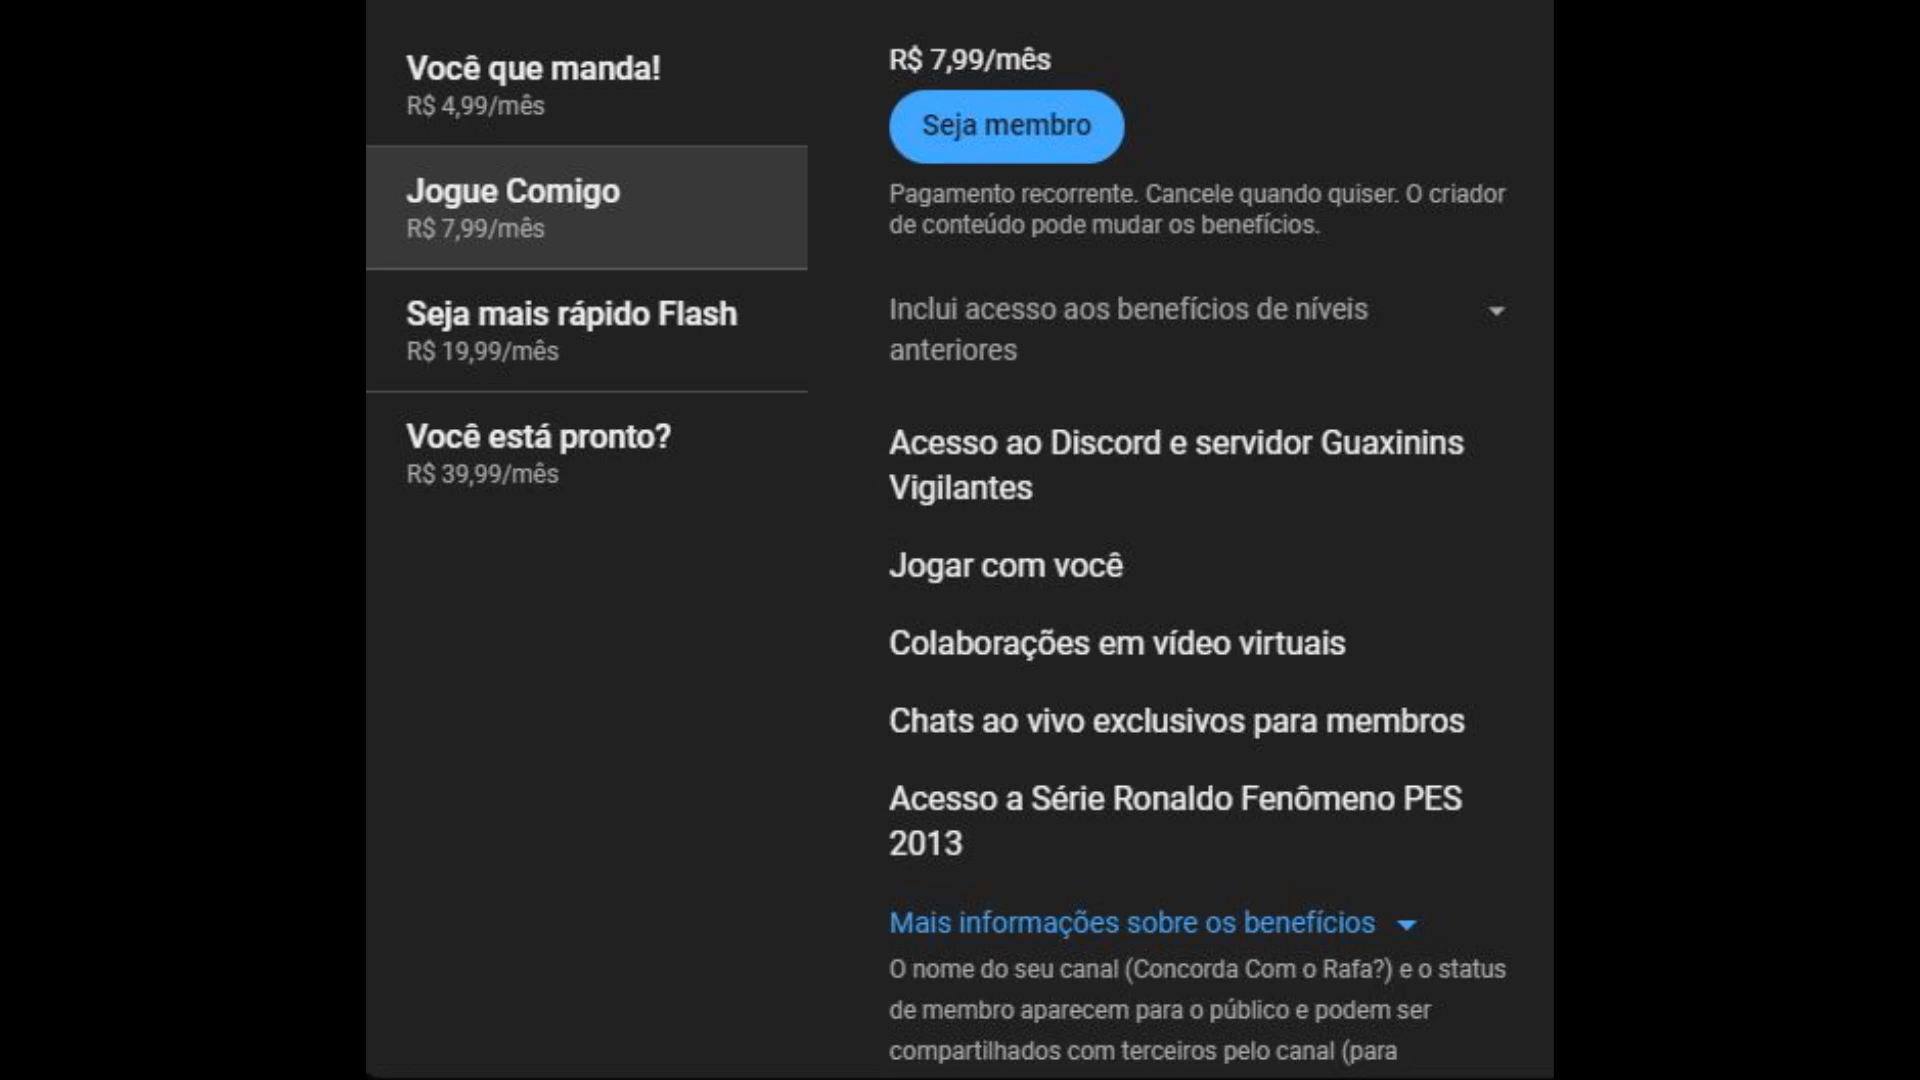 Você que manda!
R$ 4,99/mês
Jogue Comigo
R$ 7,99/mês
Seja mais rápido Flash
R$ 19,99/mês
Você está pronto?
R$ 39,99/mês
R$ 7,99/mês
Seja membro
Pagamento recorrente. Cancele quando quiser. O criador
de conteúdo pode mudar os benefícios.
Inclui acesso aos benefícios de níveis
anteriores
Acesso ao Discord e servidor Guaxinins
Vigilantes
Jogar com você
Colaborações em vídeo virtuais
Chats ao vivo exclusivos para membros
Acesso a Série Ronaldo Fenômeno PES
2013
Mais informações sobre os benefícios
O nome do seu canal (Concorda Com o Rafa?) e o status
de membro aparecem para o público e podem ser
compartilhados com terceiros pelo canal (para